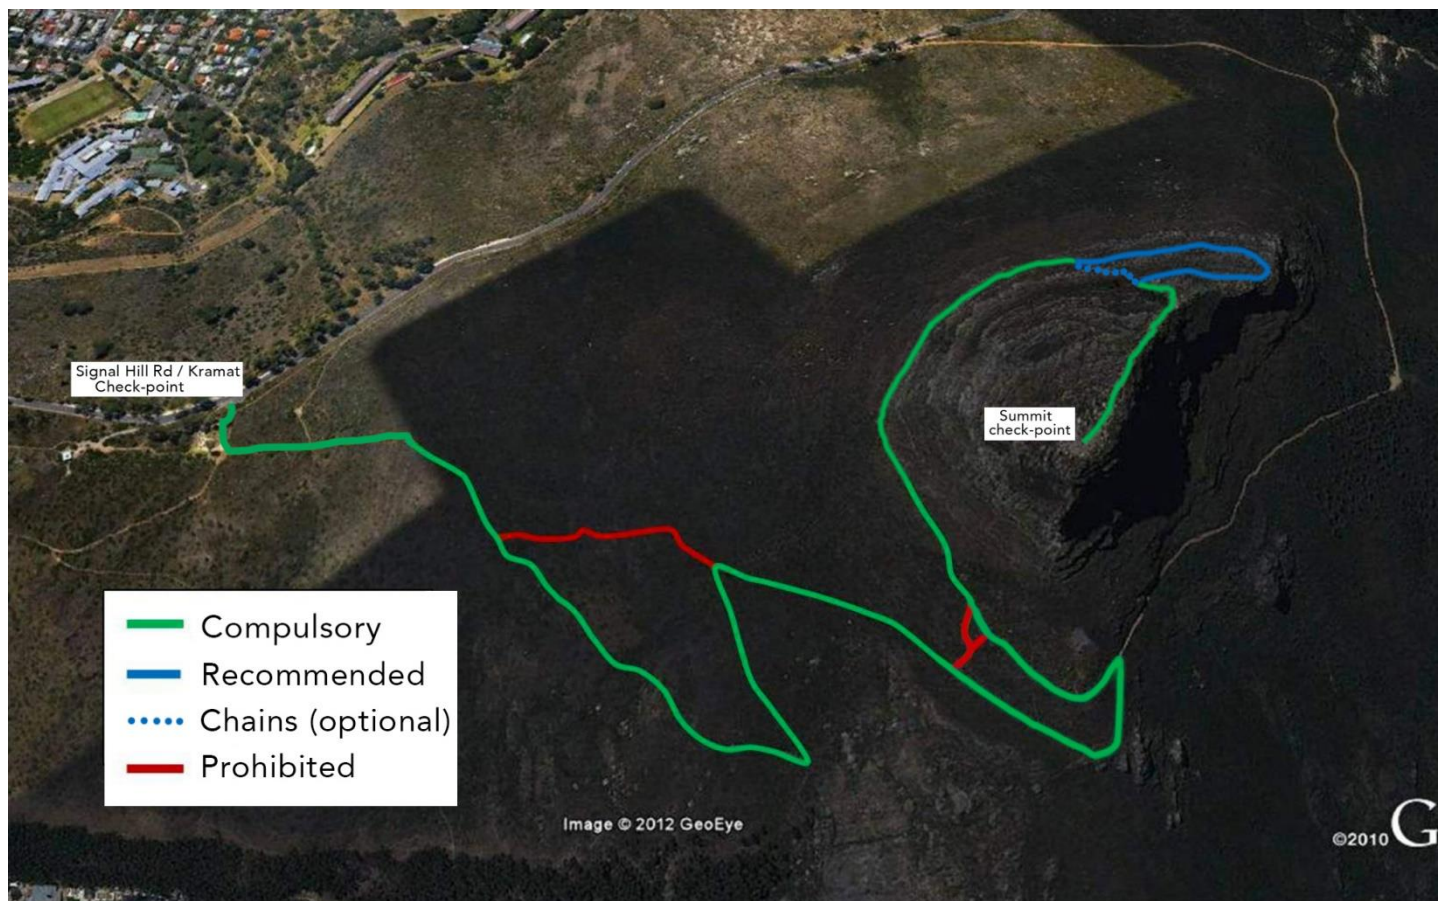 Signal Hill Rd / Kramat
Check-point
Summit
check-point
Compulsory
Recommended
Chains (optional)
Prohibited
Image © 2012 GeoEye
©2010 G